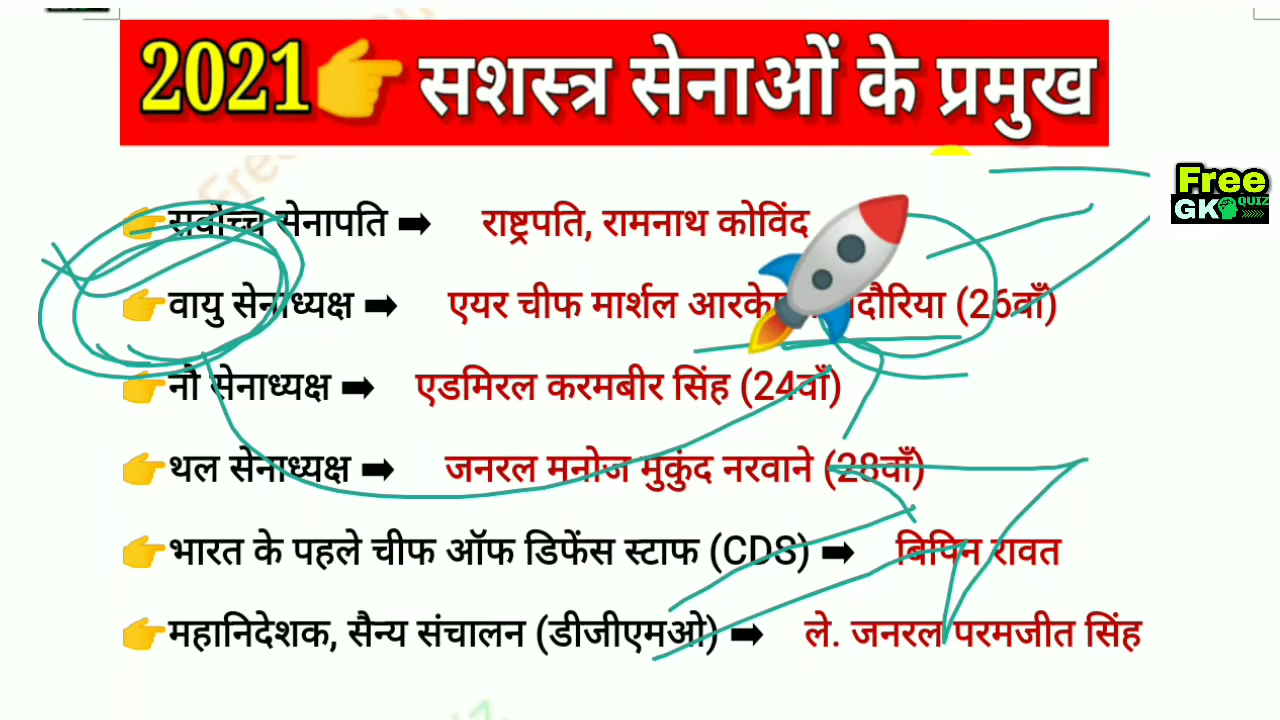 2021👉 सशस्त्र सेनाओं के प्रमुख
Free
GK QUIZ
👉सर्वोच्च सेनापति ➡ राष्ट्रपति, रामनाथ कोविंद
👉वायु सेनाध्यक्ष ➡ एयर चीफ मार्शल (26वाँ)
👉नौ सेनाध्यक्ष ➡ एडमिरल करमबीर सिंह (24वाँ)
👉थल सेनाध्यक्ष ➡ जनरल मनोज मुकुंद नरवाने (28वाँ)
👉भारत के पहले चीफ ऑफ डिफेंस स्टाफ (CDS) ➡ बिपिन रावत
👉महानिदेशक, सैन्य संचालन (डीजीएमओ) ➡ ले. जनरल परमजीत सिंह